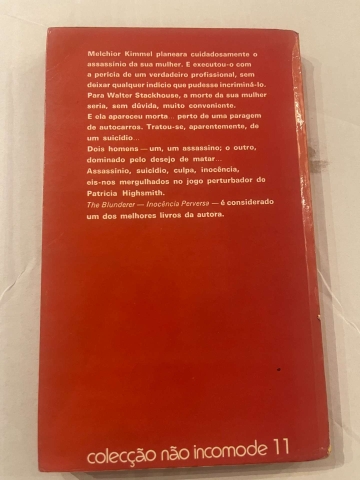 Melchior Kimmel planeara cuidadosamente o
assassínio da sua mulher. E executou-o com
a perícia de um verdadeiro profissional, sem
deixar qualquer indício que pudesse incriminá-lo.
Para Walter Stockhouse, a morte da sua mulher
seria, sem dúvida, muito conveniente.
E ela apareceu morta... perto de uma paragem
de autocarros. Tratou-se, aparentemente, de
um suicídio...
Dois homens — um, um assassino; o outro,
dominado pelo desejo de matar...
Assassínio, suicídio, culpa, inocência,
eis-nos mergulhados no jogo perturbador do
Patrícia Highsmith.
The Blunderer — Inocência Perversa — é considerado
um dos melhores livros da autora.
colecção não incomode 11